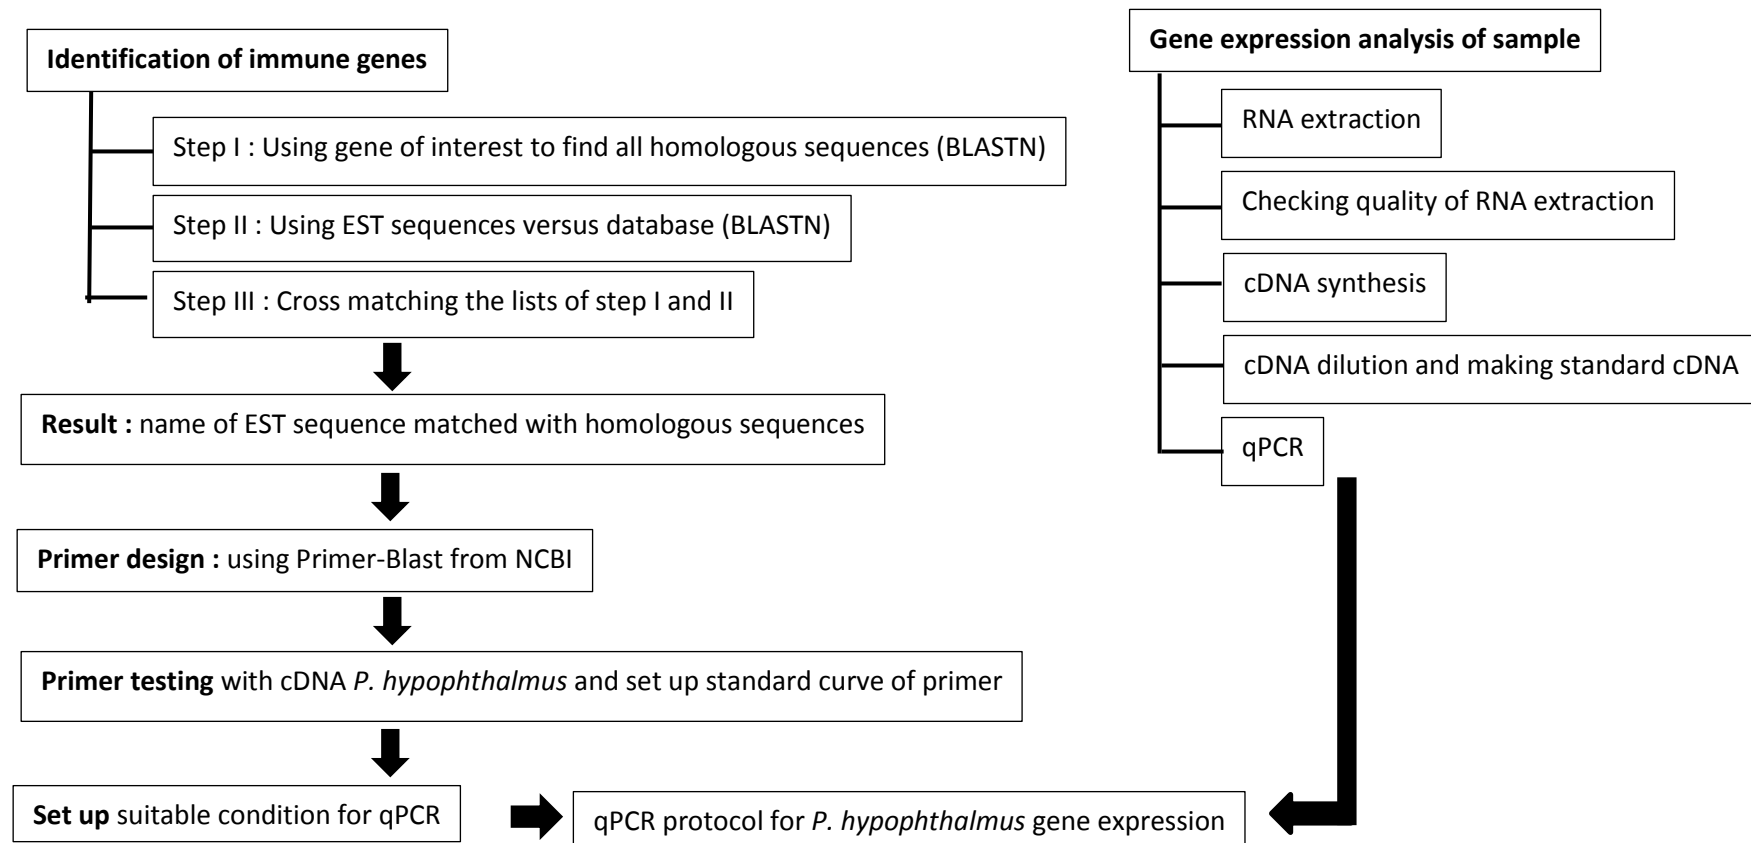 Identification of immune genes
Step I : Using gene of interest to find all homologous sequences (BLASTN)
Step II : Using EST sequences versus database (BLASTN)
Step III : Cross matching the lists of step I and II
Result : name of EST sequence matched with homologous sequences
Primer design : using Primer-Blast from NCBI
Primer testing with cDNA P. hypophthalmus and set up standard curve of primer
Set up suitable condition for qPCR
qPCR protocol for P. hypophthalmus gene expression
Gene expression analysis of sample
RNA extraction
Checking quality of RNA extraction
cDNA synthesis
cDNA dilution and making standard cDNA
qPCR